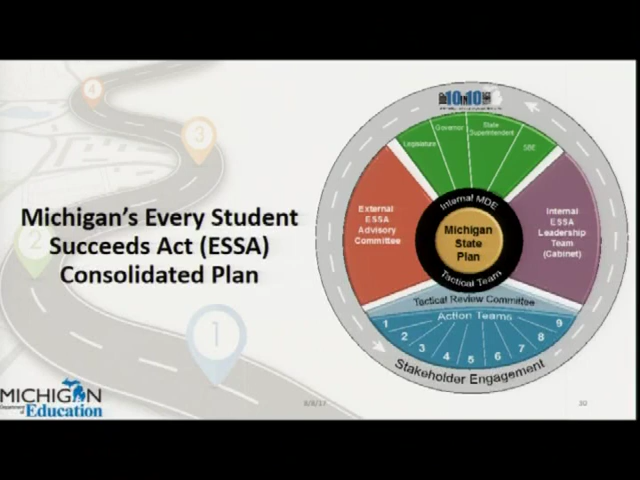 4
3
2
1
Michigan's Every Student
Succeeds Act (ESSA)
Consolidated Plan
MICHIGAN
Department of Education
10 in 10
Legislature
Governor
State
Superintendent
SBE
External
ESSA
Advisory
Committee
Internal MDE
Michigan
State
Plan
Tactical Team
Internal
ESSA
Leadership
Team
(Cabinet)
Tactical Review Committee
Action Teams
1
2
3
4
5
6
7
8
9
Stakeholder Engagement